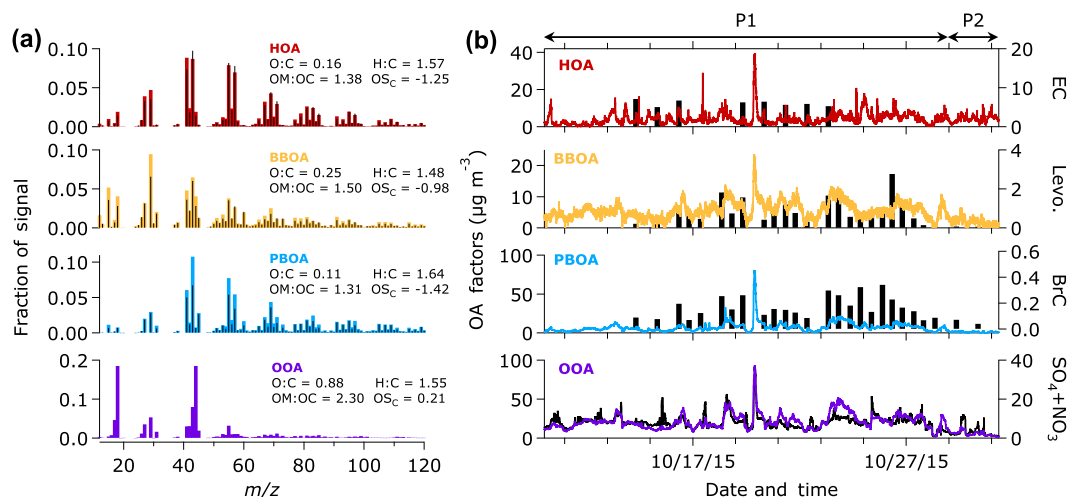 (a)
Fraction of signal
0.10
0.05
0.00
HOA
O:C = 0.16 H:C = 1.57
OM:OC = 1.38 OSC = -1.25
0.10
0.05
0.00
BBOA
O:C = 0.25 H:C = 1.48
OM:OC = 1.50 OSC = -0.98
0.10
0.05
0.00
PBOA
O:C = 0.11 H:C = 1.64
OM:OC = 1.31 OSC = -1.42
0.2
0.1
0.0
OOA
O:C = 0.88 H:C = 1.55
OM:OC = 2.30 OSC = 0.21
20 40 60 80 100 120
m/z
(b)
P1 P2
OA factors (µg m-3)
40
20
0
HOA
20
10
0
EC
20
10
0
BBOA
4
2
0
Levo.
100
50
0
PBOA
0.6
0.4
0.2
0.0
BrC
100
50
0
OOA
40
20
0
SO4+NO3
10/17/15 10/27/15
Date and time